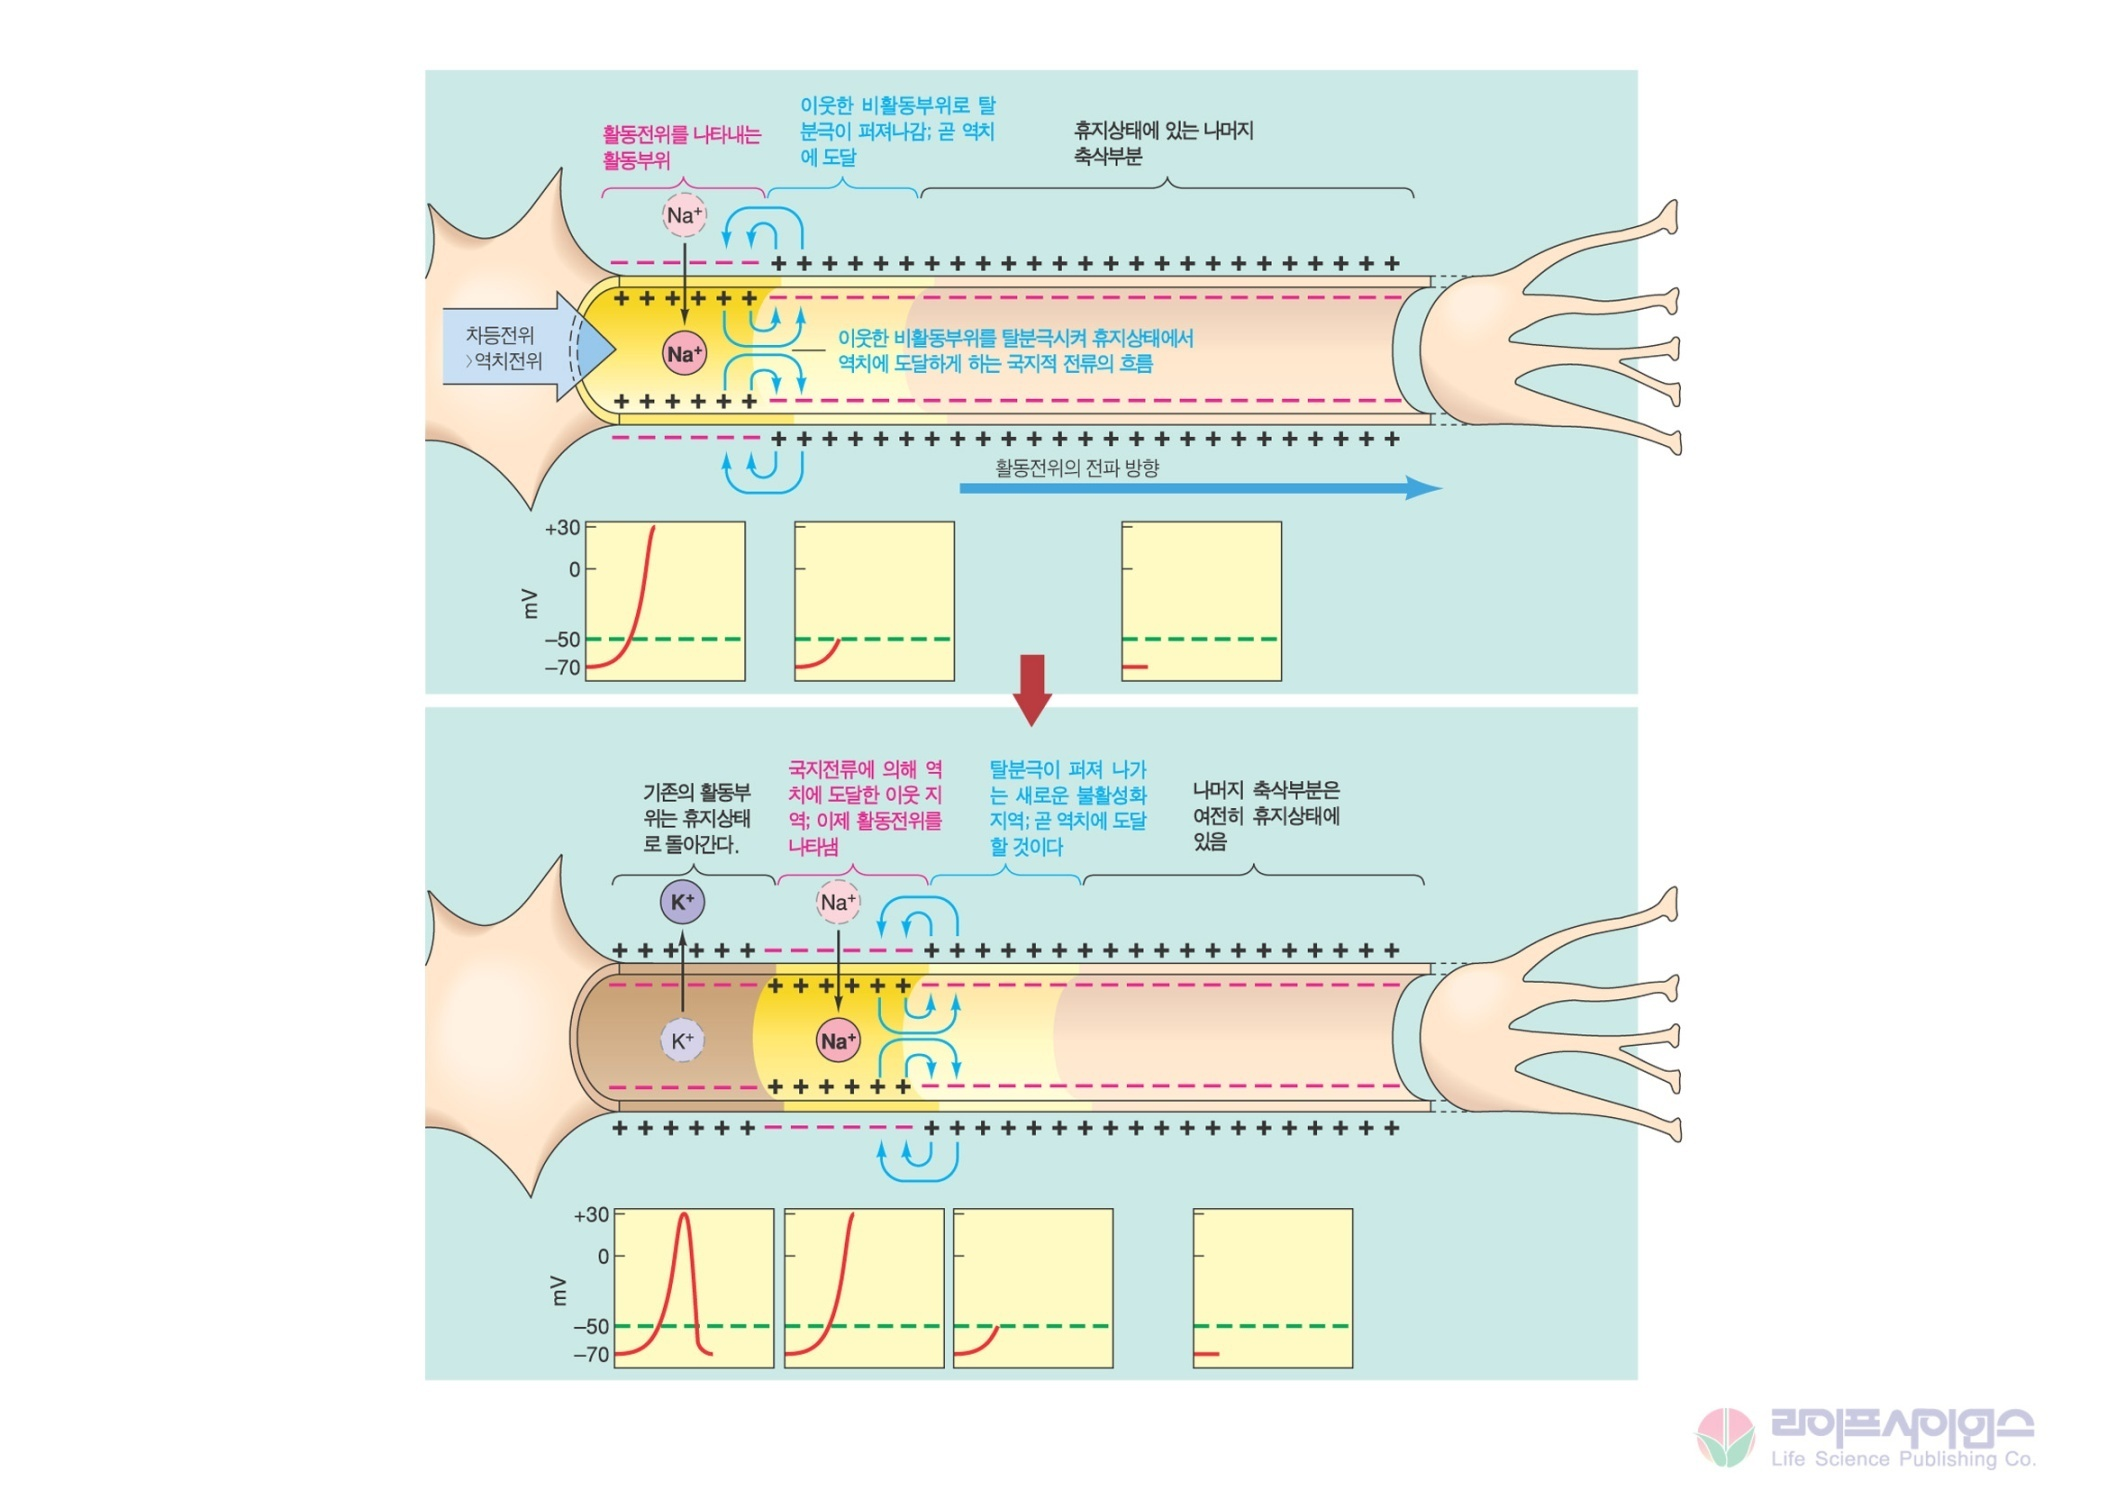 활동전위를 나타내는
활동부위
이웃한 비활동부위로 탈
분극이 퍼져나감; 곧 역치
에 도달
휴지상태에 있는 나머지
축삭부분
Na+
차등전위
>역치전위
Na+
이웃한 비활동부위를 탈분극시켜 휴지상태에서
역치에 도달하게 하는 국지적 전류의 흐름
활동전위의 전파 방향
+30
0
mV
–50
–70
기존의 활동부
위는 휴지상태
로 돌아간다.
국지전류에 의해 역
치에 도달한 이웃 지
역; 이제 활동전위를
나타냄
탈분극이 퍼져 나가
는 새로운 불활성화
지역; 곧 역치에 도달
할 것이다
나머지 축삭부분은
여전히 휴지상태에
있음
K+
Na+
K+
Na+
+30
0
mV
–50
–70
라이프사이언스
Life Science Publishing Co.